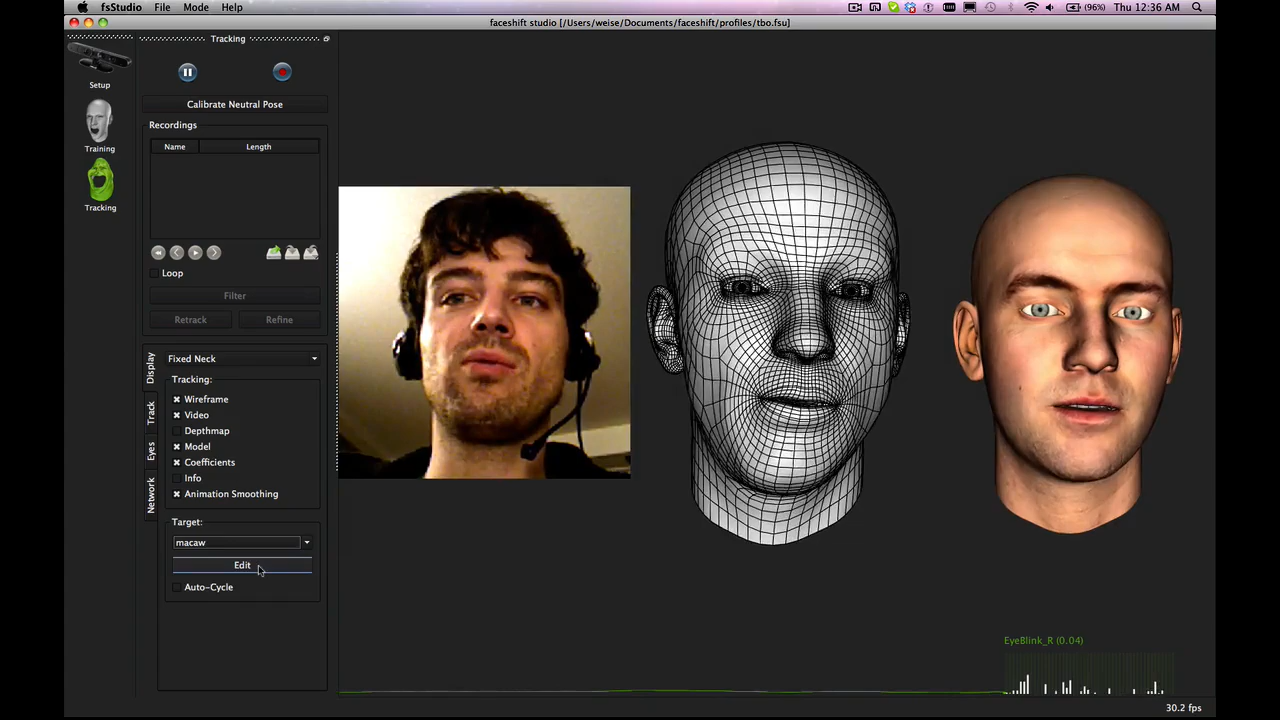 fsStudio File Mode Window Help (96%) Thu 12:36 AM
faceshift studio [/Users/weise/Documents/faceshift/profiles/tbo.fsu]
Tracking
Setup
Training
Tracking
Calibrate Neutral Pose
Recordings
Name Length
Loop
Filter
Retrack Refine
Display
Track
Eyes
Network
Fixed Neck
Tracking:
Wireframe
Video
Depthmap
Model
Coefficients
Info
Animation Smoothing
Target:
macaw
Edit
Auto-Cycle
EyeBlink_R (0.04)
30.2 fps